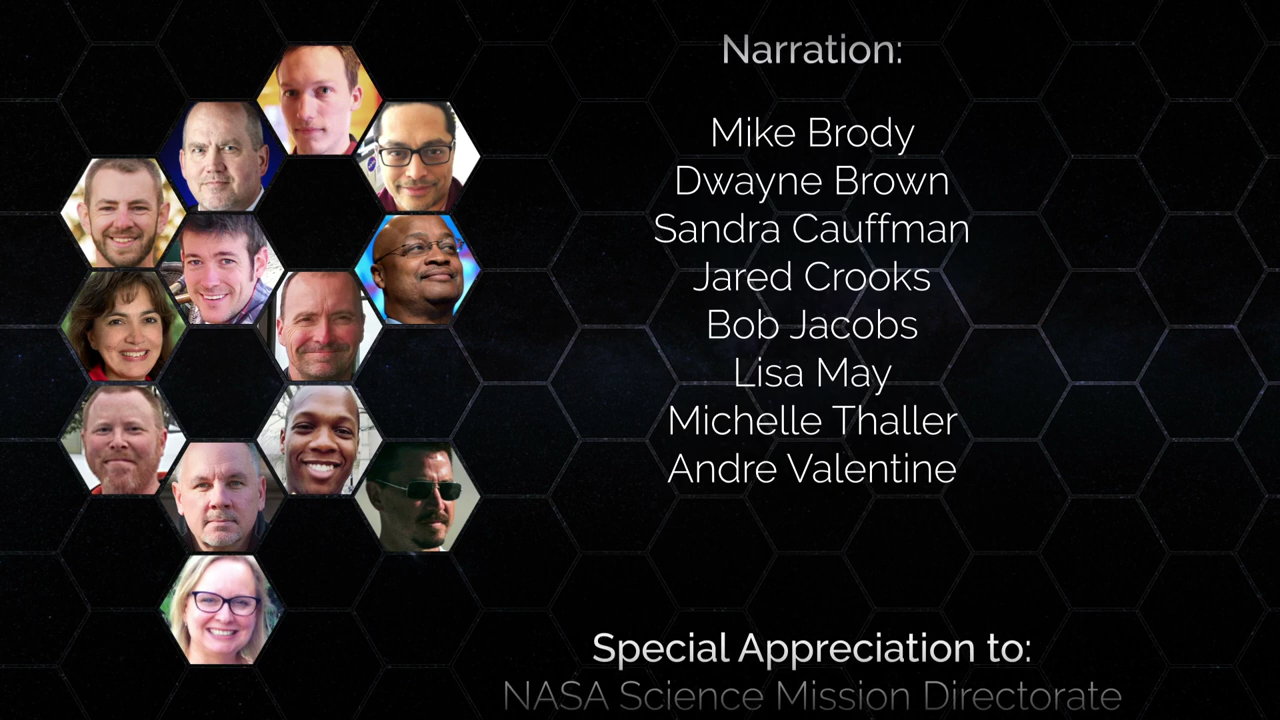 Narration:
Mike Brody
Dwayne Brown
Sandra Cauffman
Jared Crooks
Bob Jacobs
Lisa May
Michelle Thaller
Andre Valentine
Special Appreciation to:
NASA Science Mission Directorate